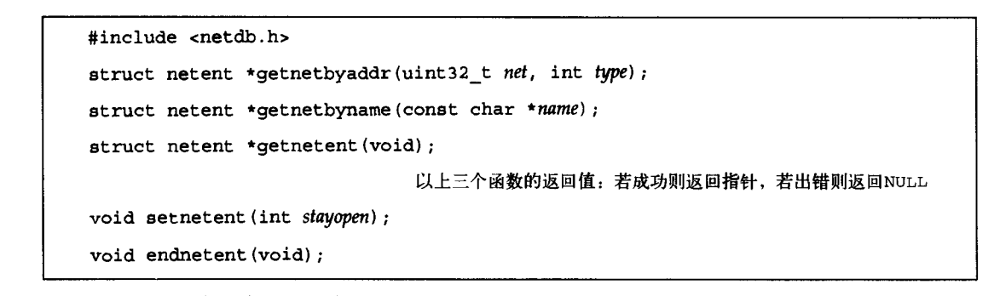 #include <netdb.h>
struct netent *getnetbyaddr(uint32_t net, int type);
struct netent *getnetbyname(const char *name);
struct netent *getnetent(void);
以上三个函数的返回值：若成功则返回指针，若出错则返回NULL
void setnetent(int stayopen);
void endnetent(void);